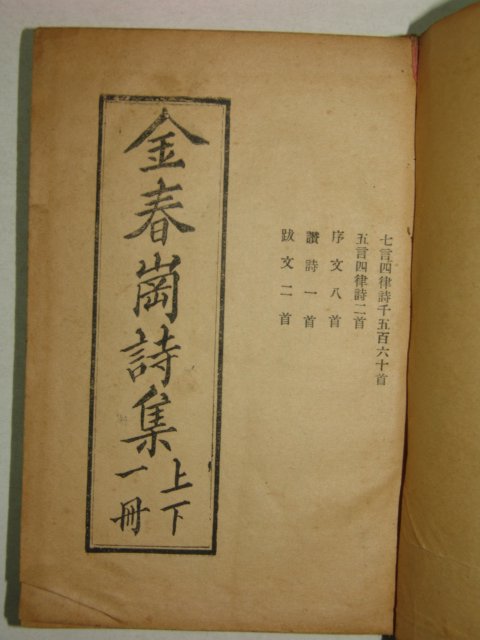 七言四律詩千五百六十首
五言四律詩二首
序文八首
讚詩一首
跋文二首
金春崗詩集
上下
一冊